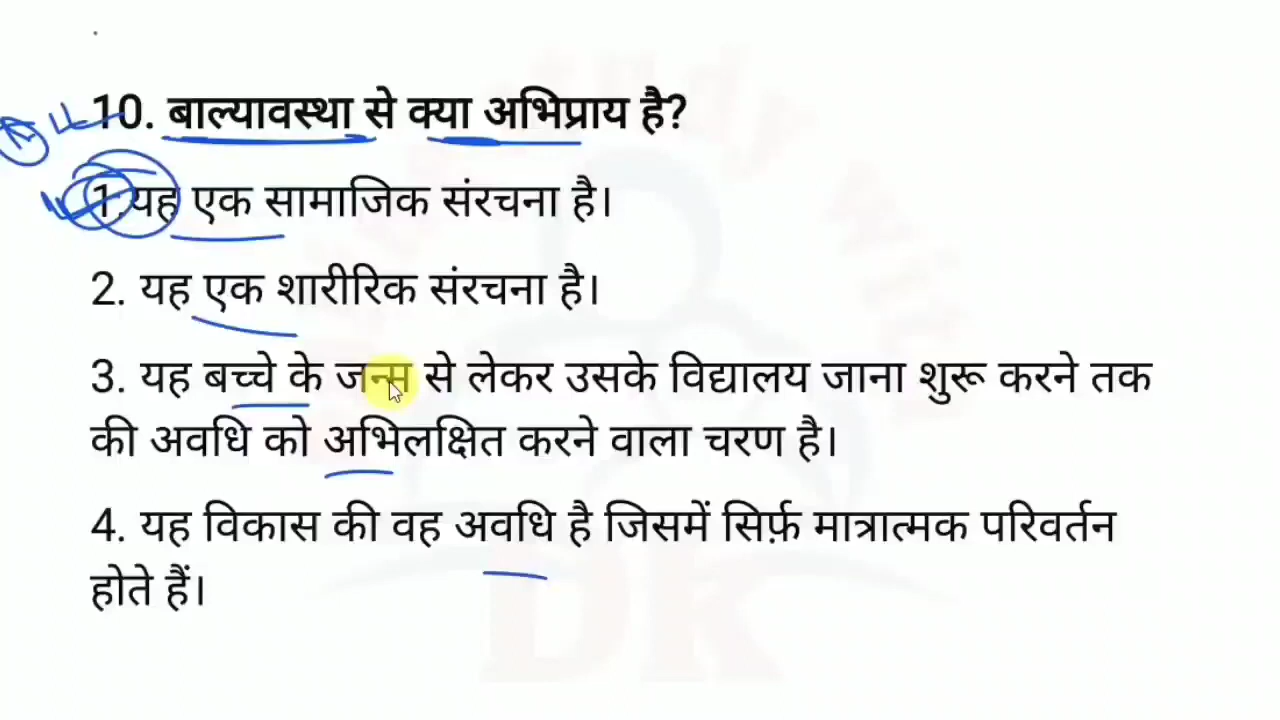 10. बाल्यावस्था से क्या अभिप्राय है?
1.यह एक सामाजिक संरचना है।
2. यह एक शारीरिक संरचना है।
3. यह बच्चे के जन्म से लेकर उसके विद्यालय जाना शुरू करने तक
की अवधि को अभिलक्षित करने वाला चरण है।
4. यह विकास की वह अवधि है जिसमें सिर्फ़ मात्रात्मक परिवर्तन
होते हैं।
DK